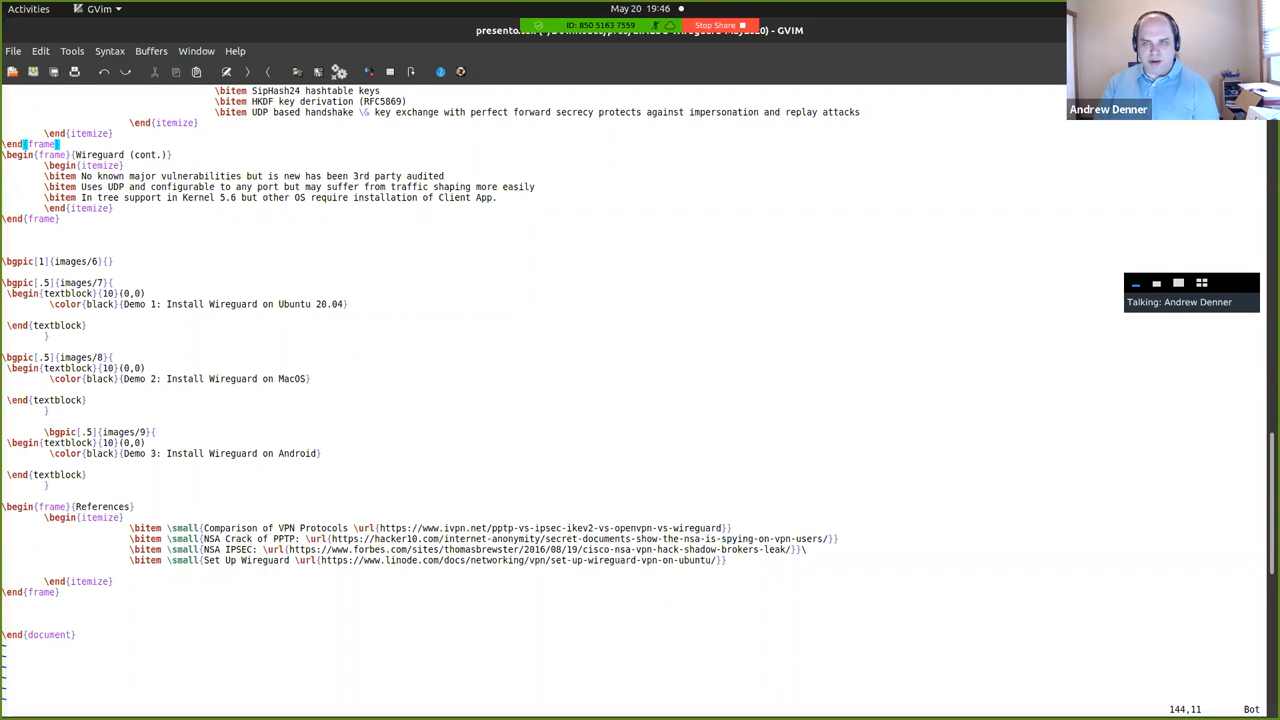 Activities
GVim
May 20 19:46
ID: 850 5163 7559
Stop Share
- GVIM
File Edit Tools Syntax Buffers Window Help
Andrew Denner
\bitem SipHash24 hashtable keys
\bitem HKDF key derivation (RFC5869)
\bitem UDP based handshake \& key exchange with perfect forward secrecy protects against impersonation and replay attacks
\end{itemize}
\end{itemize}
\end{frame}
\begin{frame}{Wireguard (cont.)}
\begin{itemize}
\bitem No known major vulnerabilities but is new has been 3rd party audited
\bitem Uses UDP and configurable to any port but may suffer from traffic shaping more easily
\bitem In tree support in Kernel 5.6 but other OS require installation of Client App.
\end{itemize}
\end{frame}
\bgpic[1]{images/6}{}
\bgpic[.5]{images/7}{
\begin{textblock}{10}(0,0)
\color{black}{Demo 1: Install Wireguard on Ubuntu 20.04}
\end{textblock}
}
\bgpic[.5]{images/8}{
\begin{textblock}{10}(0,0)
\color{black}{Demo 2: Install Wireguard on MacOS}
\end{textblock}
}
\bgpic[.5]{images/9}{
\begin{textblock}{10}(0,0)
\color{black}{Demo 3: Install Wireguard on Android}
\end{textblock}
}
\begin{frame}{References}
\begin{itemize}
\bitem \small{Comparison of VPN Protocols \url{https://www.ivpn.net/pptp-vs-ipsec-ikev2-vs-openvpn-vs-wireguard}}
\bitem \small{NSA Crack of PPTP: \url{https://hacker10.com/internet-anonymity/secret-documents-show-the-nsa-is-spying-on-vpn-users/}}
\bitem \small{NSA IPSEC: \url{https://www.forbes.com/sites/thomasbrewster/2016/08/19/cisco-nsa-vpn-hack-shadow-brokers-leak/}}\
\bitem \small{Set Up Wireguard \url{https://www.linode.com/docs/networking/vpn/set-up-wireguard-vpn-on-ubuntu/}}
\end{itemize}
\end{frame}
\end{document}
~
~
~
~
~
~
Talking: Andrew Denner
144,11
Bot